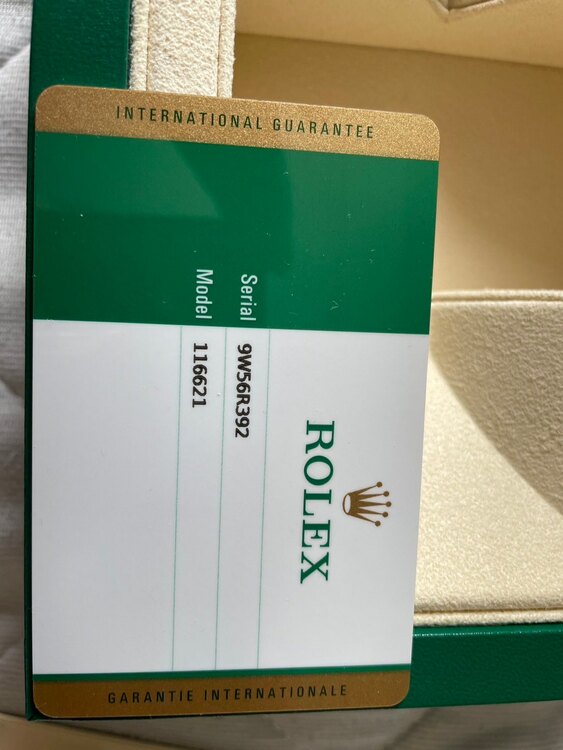 INTERNATIONAL GUARANTEE
ROLEX
Serial 9W56R392
Model 116621
GARANTIE INTERNATIONALE